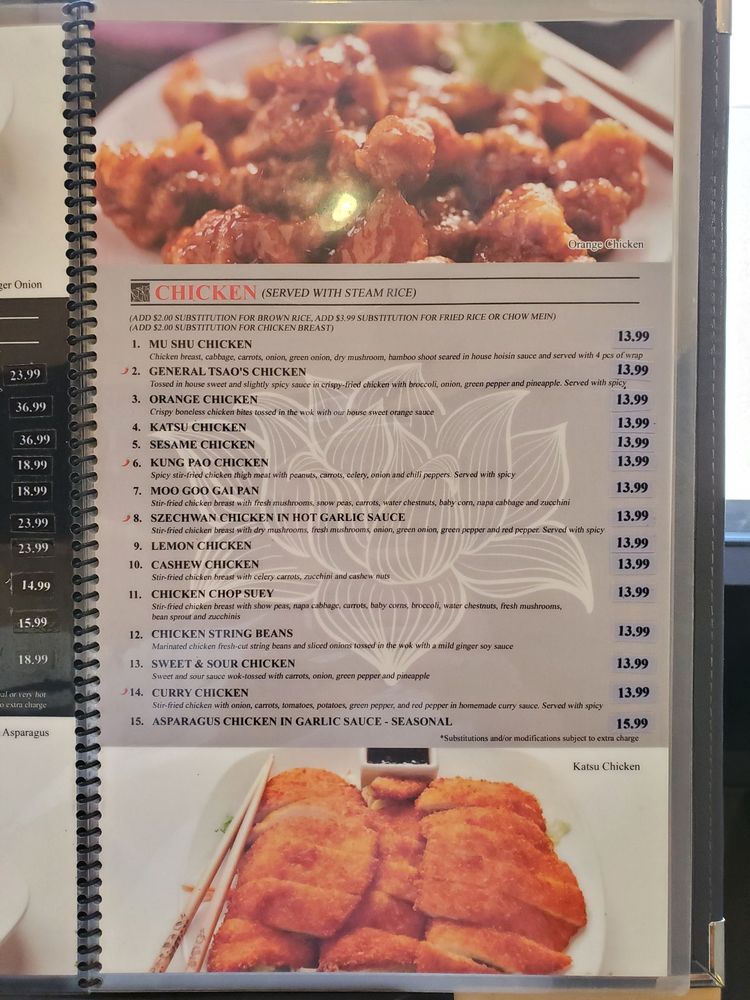 ger Onion
23.99
36.99
36.99
18.99
18.99
23.99
23.99
14.99
15.99
18.99
al or very hot
o extra charge
Asparagus
Orange Chicken
CHICKEN (SERVED WITH STEAM RICE)
(ADD $2.00 SUBSTITUTION FOR BROWN RICE, ADD $3.99 SUBSTITUTION FOR FRIED RICE OR CHOW MEIN)
(ADD $2.00 SUBSTITUTION FOR CHICKEN BREAST)
1. MU SHU CHICKEN 13.99
Chicken breast, cabbage, carrots, onion, green onion, dry mushroom, bamboo shoot seared in house hoisin sauce and served with 4 pcs of wrap
2. GENERAL TSAO'S CHICKEN 13.99
Tossed in house sweet and slightly spicy sauce in crispy-fried chicken with broccoli, onion, green pepper and pineapple. Served with spicy
3. ORANGE CHICKEN 13.99
Crispy boneless chicken bites tossed in the wok with our house sweet orange sauce
4. KATSU CHICKEN 13.99
5. SESAME CHICKEN 13.99
6. KUNG PAO CHICKEN 13.99
Spicy stir-fried chicken thigh meat with peanuts, carrots, celery, onion and chili peppers. Served with spicy
7. MOO GOO GAI PAN 13.99
Stir-fried chicken breast with fresh mushrooms, snow peas, carrots, water chestnuts, baby corn, napa cabbage and zucchini
8. SZECHWAN CHICKEN IN HOT GARLIC SAUCE 13.99
Stir-fried chicken breast with dry mushrooms, fresh mushrooms, onion, green onion, green pepper and red pepper. Served with spicy
9. LEMON CHICKEN 13.99
10. CASHEW CHICKEN 13.99
Stir-fried chicken breast with celery carrots, zucchini and cashew nuts
11. CHICKEN CHOP SUEY 13.99
Stir-fried chicken breast with show peas, napa cabbage, carrots, baby corns, broccoli, water chestnuts, fresh mushrooms,
bean sprout and zucchinis
12. CHICKEN STRING BEANS 13.99
Marinated chicken fresh-cut string beans and sliced onions tossed in the wok with a mild ginger soy sauce
13. SWEET & SOUR CHICKEN 13.99
Sweet and sour sauce wok-tossed with carrots, onion, green pepper and pineapple
14. CURRY CHICKEN 13.99
Stir-fried chicken with onion, carrots, tomatoes, potatoes, green pepper, and red pepper in homemade curry sauce. Served with spicy
15. ASPARAGUS CHICKEN IN GARLIC SAUCE - SEASONAL 15.99
*Substitutions and/or modifications subject to extra charge
Katsu Chicken